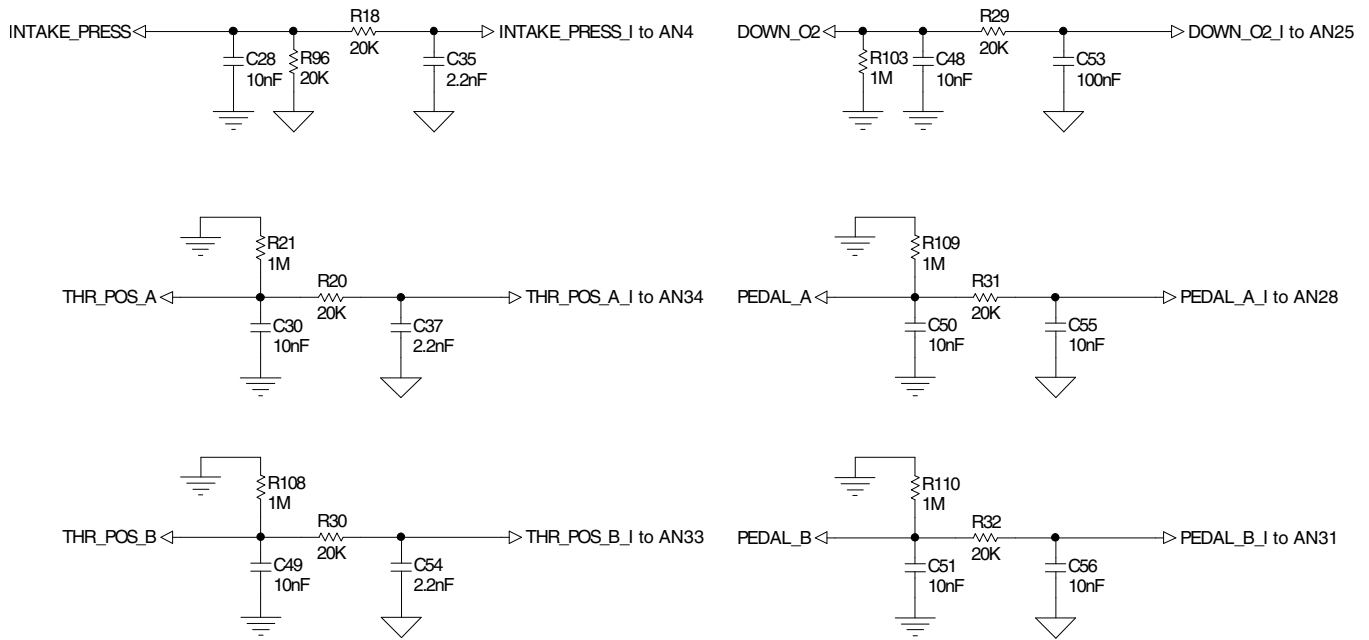 INTAKE_PRESS
R18
20K
INTAKE_PRESS_I to AN4
C28
10nF
R96
20K
C35
2.2nF
DOWN_O2
R29
20K
DOWN_O2_I to AN25
R103
1M
C48
10nF
C53
100nF
R21
1M
THR_POS_A
R20
20K
THR_POS_A_I to AN34
C30
10nF
C37
2.2nF
R109
1M
PEDAL_A
R31
20K
PEDAL_A_I to AN28
C50
10nF
C55
10nF
R108
1M
THR_POS_B
R30
20K
THR_POS_B_I to AN33
C49
10nF
C54
2.2nF
R110
1M
PEDAL_B
R32
20K
PEDAL_B_I to AN31
C51
10nF
C56
10nF